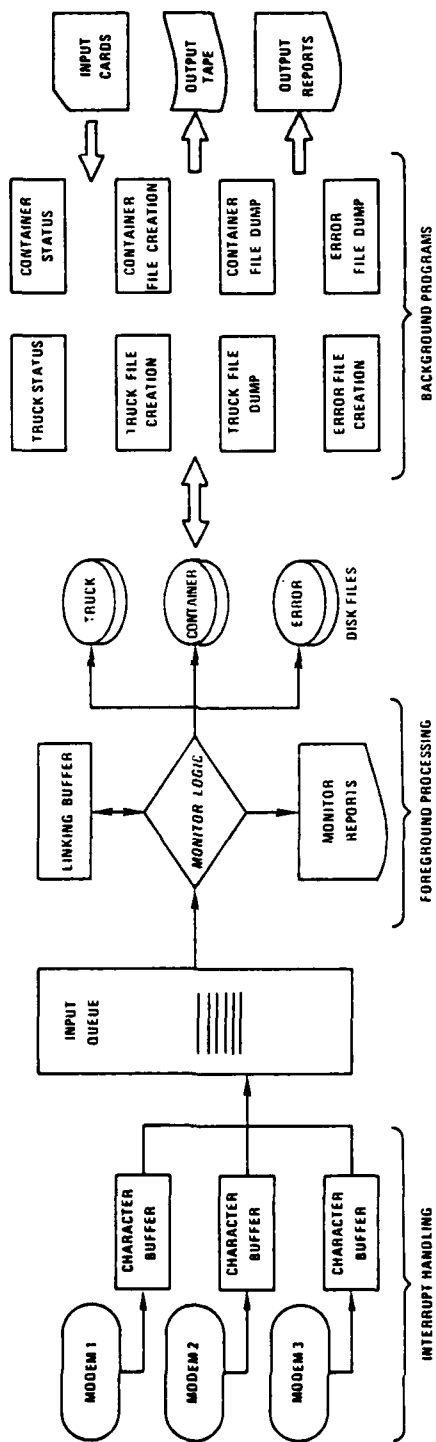 MODEM 1
CHARACTER
BUFFER
MODEM 2
CHARACTER
BUFFER
MODEM 3
CHARACTER
BUFFER
INTERRUPT HANDLING
INPUT
QUEUE
LINKING BUFFER
MONITOR LOGIC
MONITOR
REPORTS
FOREGROUND PROCESSING
TRUCK
CONTAINER
ERROR
DISK FILES
TRUCK STATUS
CONTAINER
STATUS
TRUCK FILE
CREATION
CONTAINER
FILE CREATION
TRUCK FILE
DUMP
CONTAINER
FILE DUMP
ERROR FILE
CREATION
ERROR
FILE DUMP
BACKGROUND PROGRAMS
INPUT
CARDS
OUTPUT
TAPE
OUTPUT
REPORTS